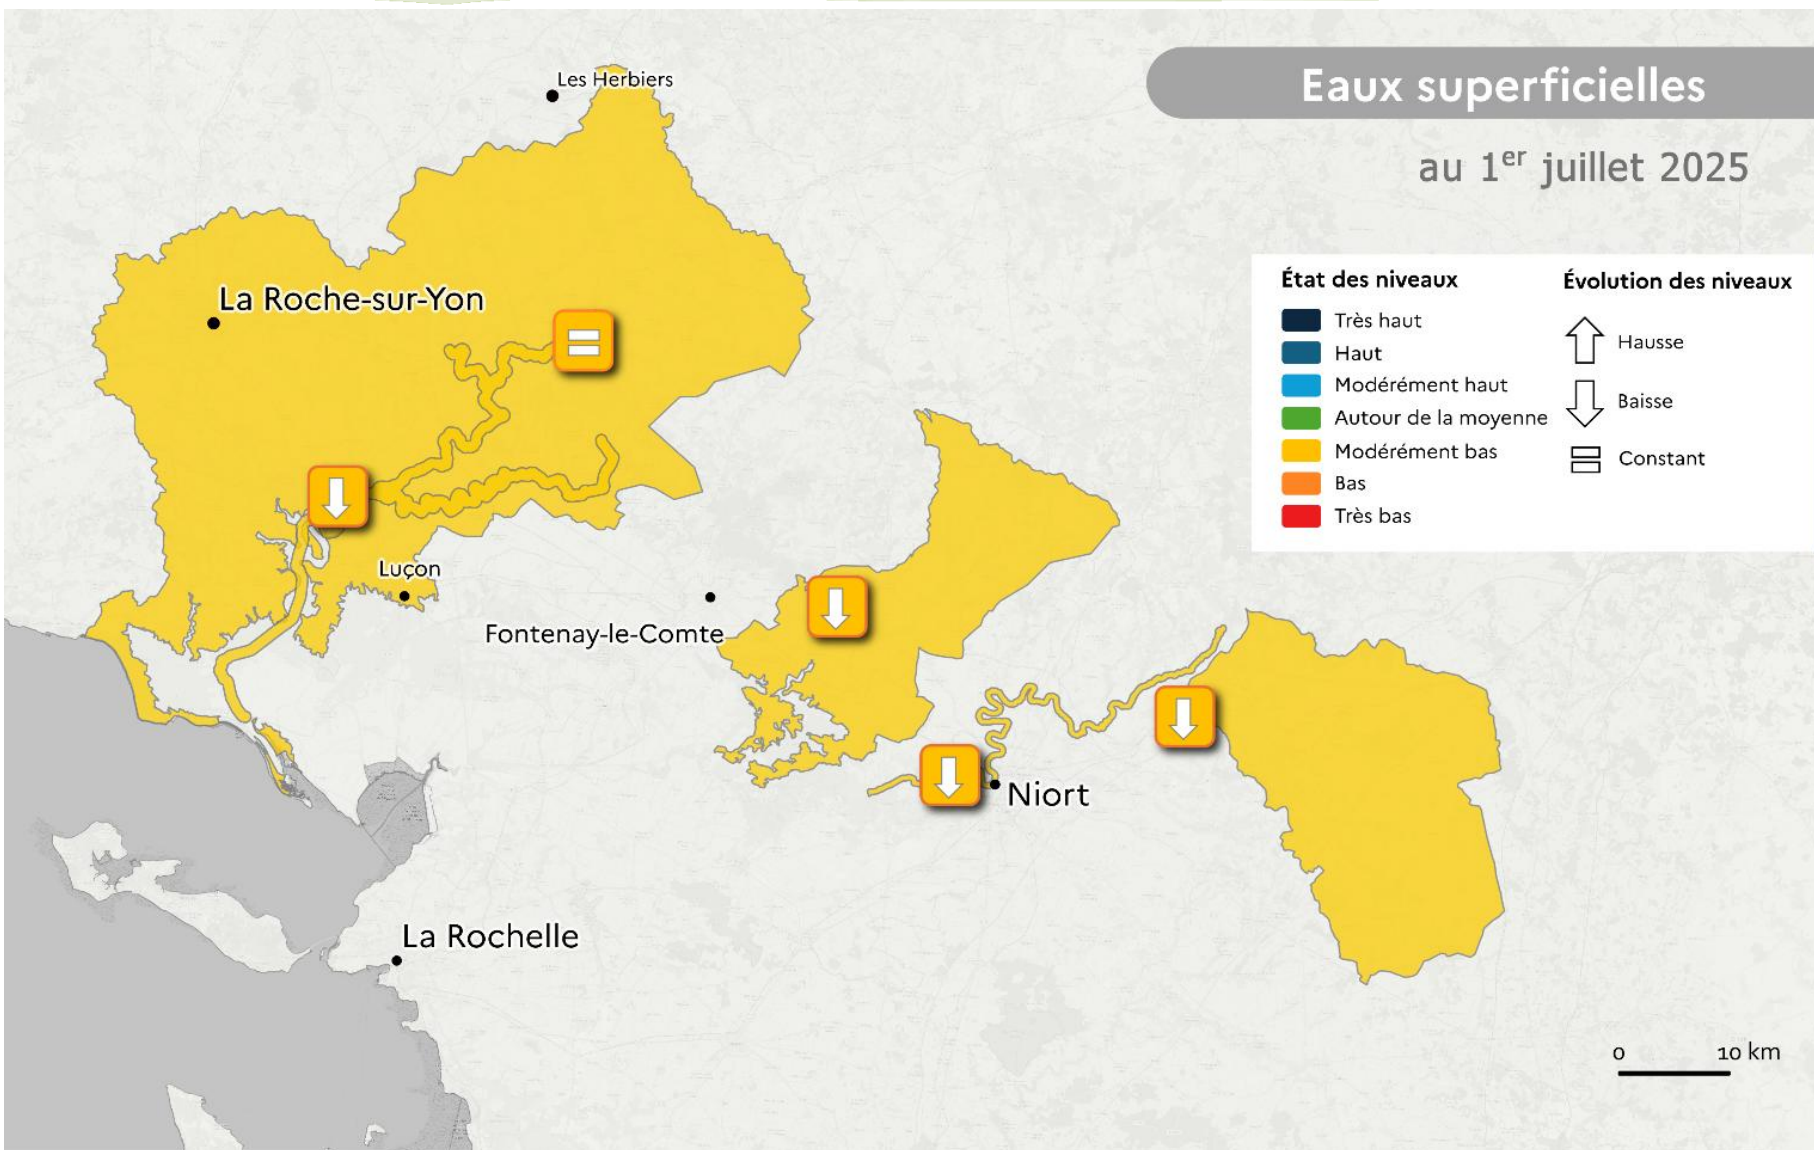 Eaux superficielles
au 1er juillet 2025
Les Herbiers
La Roche-sur-Yon
Luçon
Fontenay-le-Comte
Niort
La Rochelle
État des niveaux
Très haut
Haut
Modérément haut
Autour de la moyenne
Modérément bas
Bas
Très bas
Évolution des niveaux
Hausse
Baisse
Constant
0 10 km